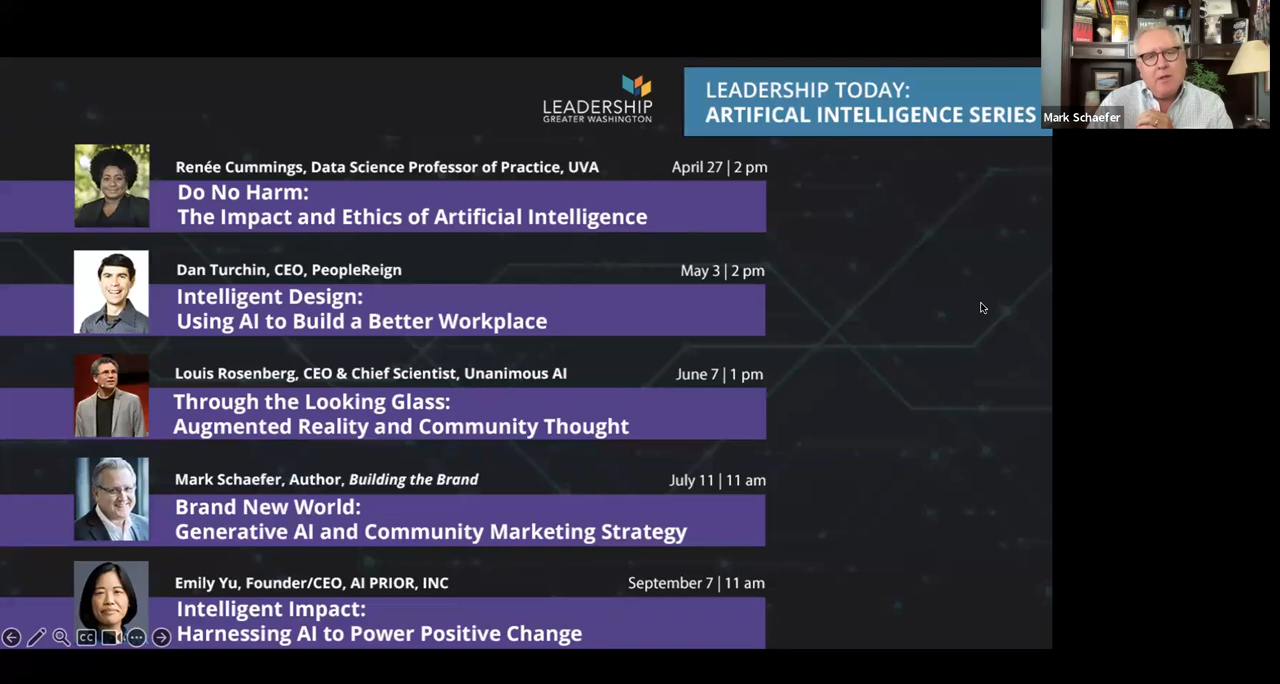 LEADERSHIP
GREATER WASHINGTON
LEADERSHIP TODAY:
ARTIFICAL INTELLIGENCE SERIES
Mark Schaefer
Renée Cummings, Data Science Professor of Practice, UVA
April 27 | 2 pm
Do No Harm:
The Impact and Ethics of Artificial Intelligence
Dan Turchin, CEO, PeopleReign
May 3 | 2 pm
Intelligent Design:
Using AI to Build a Better Workplace
Louis Rosenberg, CEO & Chief Scientist, Unanimous AI
June 7 | 1 pm
Through the Looking Glass:
Augmented Reality and Community Thought
Mark Schaefer, Author, Building the Brand
July 11 | 11 am
Brand New World:
Generative AI and Community Marketing Strategy
Emily Yu, Founder/CEO, AI PRIOR, INC
September 7 | 11 am
Intelligent Impact:
Harnessing AI to Power Positive Change
CC